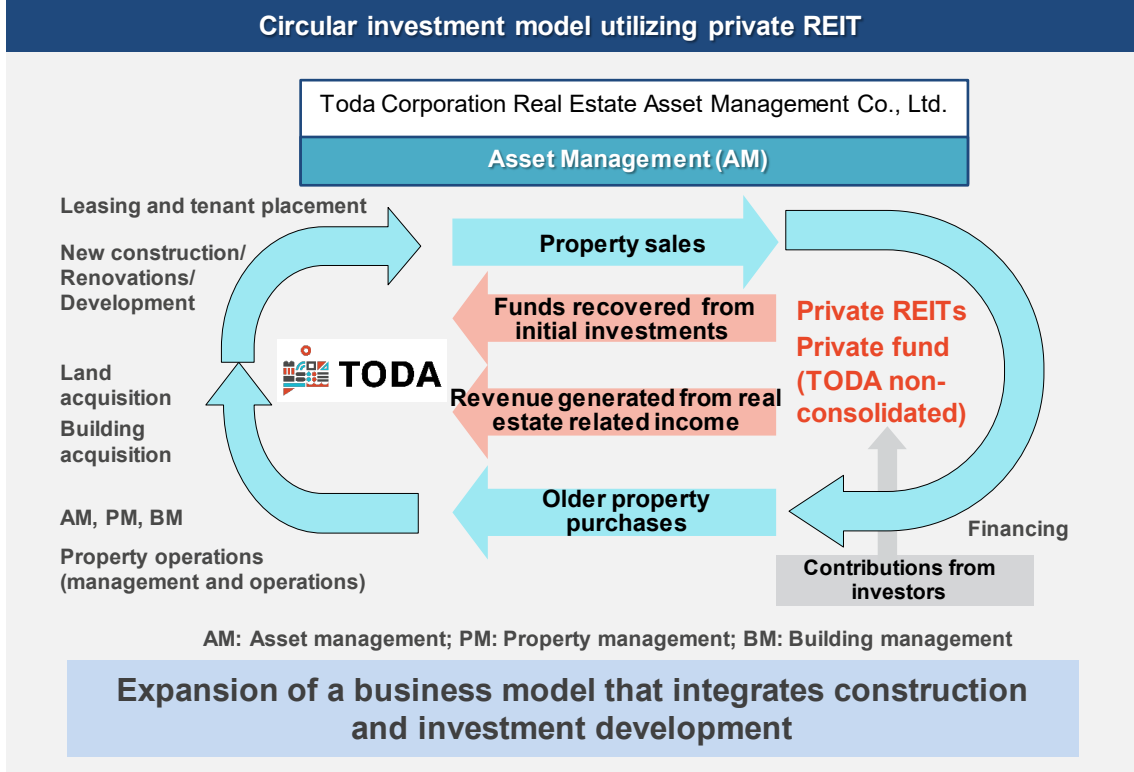 Circular investment model utilizing private REIT
Toda Corporation Real Estate Asset Management Co., Ltd.
Asset Management (AM)
Leasing and tenant placement
New construction/
Renovations/
Development
Land
acquisition
Building
acquisition
AM, PM, BM
Property operations
(management and operations)
TODA
Property sales
Funds recovered from
initial investments
Revenue generated from real
estate related income
Older property
purchases
Private REITs
Private fund
(TODA non-
consolidated)
Financing
Contributions from
investors
AM: Asset management; PM: Property management; BM: Building management
Expansion of a business model that integrates construction
and investment development